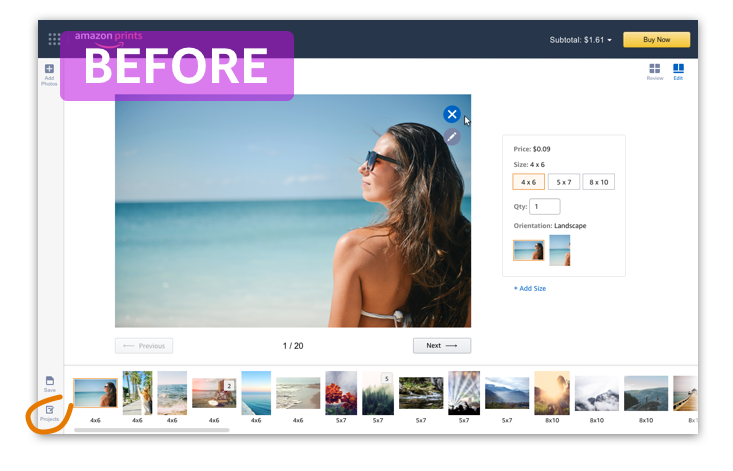 amazon prints
BEFORE
Subtotal: $1.61
Buy Now
Add
Photos
Review
Edit
Price: $0.09
Size: 4 x 6
4 x 6
5 x 7
8 x 10
Qty: 1
Orientation: Landscape
+ Add Size
Previous
1 / 20
Next
Save
Projects
2
5
4x6
4x6
4x6
4x6
4x6
4x6
5x7
5x7
5x7
5x7
5x7
8x10
8x10
8x10